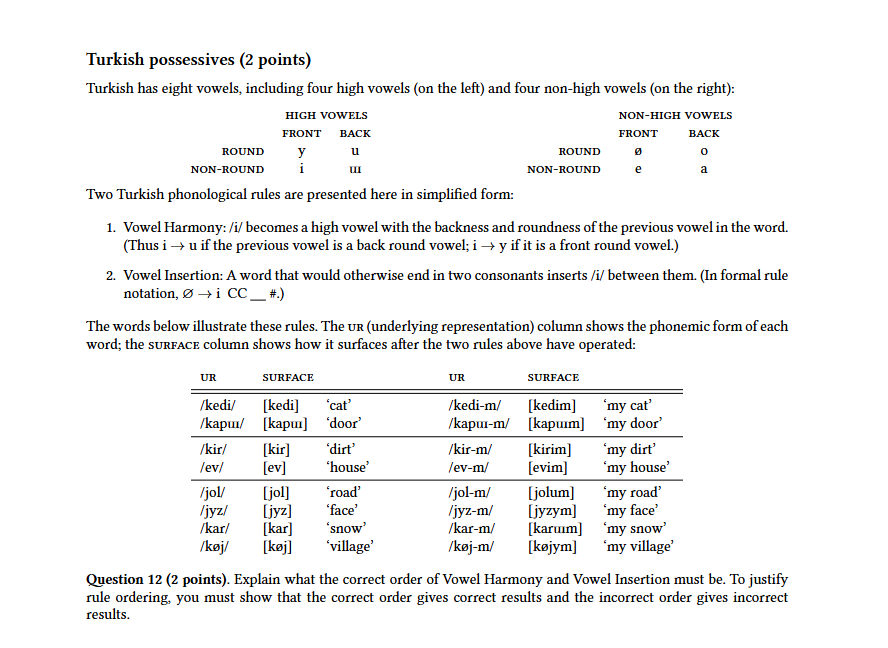 Turkish possessives (2 points)
Turkish has eight vowels, including four high vowels (on the left) and four non-high vowels (on the right):
HIGH VOWELS NON-HIGH VOWELS
FRONT BACK FRONT BACK
ROUND y u ROUND ø o
NON-ROUND i ɯ NON-ROUND e a
Two Turkish phonological rules are presented here in simplified form:
1. Vowel Harmony: /i/ becomes a high vowel with the backness and roundness of the previous vowel in the word.
(Thus i → u if the previous vowel is a back round vowel; i → y if it is a front round vowel.)
2. Vowel Insertion: A word that would otherwise end in two consonants inserts /i/ between them. (In formal rule
notation, Ø → i CC __ #.)
The words below illustrate these rules. The UR (underlying representation) column shows the phonemic form of each
word; the SURFACE column shows how it surfaces after the two rules above have operated:
UR SURFACE UR SURFACE
/kedi/ [kedi] ‘cat’ /kedi-m/ [kedim] ‘my cat’
/kapɯ/ [kapɯ] ‘door’ /kapɯ-m/ [kapɯm] ‘my door’
/kir/ [kir] ‘dirt’ /kir-m/ [kirim] ‘my dirt’
/ev/ [ev] ‘house’ /ev-m/ [evim] ‘my house’
/jol/ [jol] ‘road’ /jol-m/ [jolum] ‘my road’
/jyz/ [jyz] ‘face’ /jyz-m/ [jyzym] ‘my face’
/kar/ [kar] ‘snow’ /kar-m/ [karɯm] ‘my snow’
/køj/ [køj] ‘village’ /køj-m/ [køjym] ‘my village’
Question 12 (2 points). Explain what the correct order of Vowel Harmony and Vowel Insertion must be. To justify
rule ordering, you must show that the correct order gives correct results and the incorrect order gives incorrect
results.